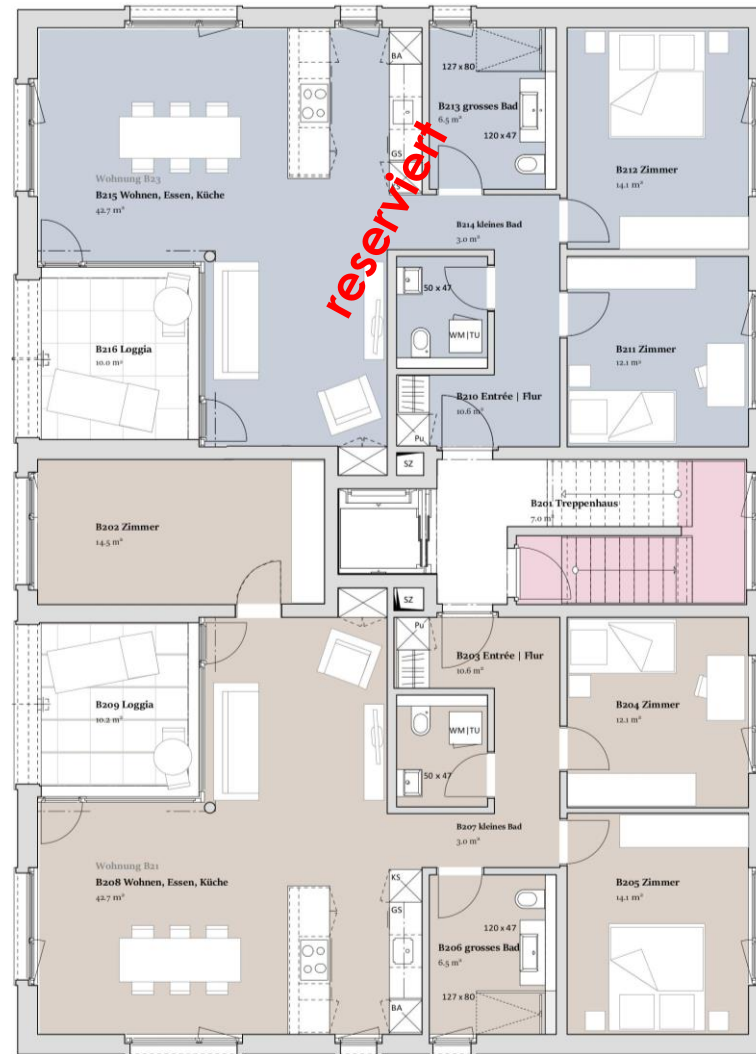 BA
127 x 80
B213 grosses Bad
6.5 m²
120 x 47
GS
KS
reserviert
B212 Zimmer
14.1 m²
Wohnung B23
B215 Wohnen, Essen, Küche
42.7 m²
B214 kleines Bad
3.0 m²
50 x 47
WM|TU
B216 Loggia
10.0 m²
B211 Zimmer
12.1 m²
B210 Entrée | Flur
10.6 m²
Pu
SZ
B201 Treppenhaus
7.0 m²
B202 Zimmer
14.5 m²
SZ
Pu
B203 Entrée | Flur
10.6 m²
B209 Loggia
10.2 m²
B204 Zimmer
12.1 m²
WM|TU
50 x 47
B207 kleines Bad
3.0 m²
Wohnung B21
B208 Wohnen, Essen, Küche
42.7 m²
KS
GS
B205 Zimmer
14.1 m²
120 x 47
B206 grosses Bad
6.5 m²
127 x 80
BA